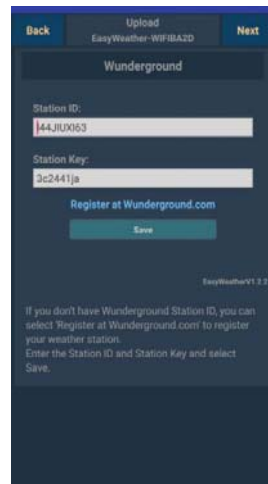 Upload
Back
EasyWeather-WIFIBA2D
Next
Wunderground
Station ID:
I44JIUXI63
Station Key:
3c2441ja
Register at Wunderground.com
Save
EasyWeatherV1.2.2
If you don't have Wunderground Station ID, you can
select 'Register at Wunderground.com' to register
your weather station.
Enter the Station ID and Station Key and select
Save.